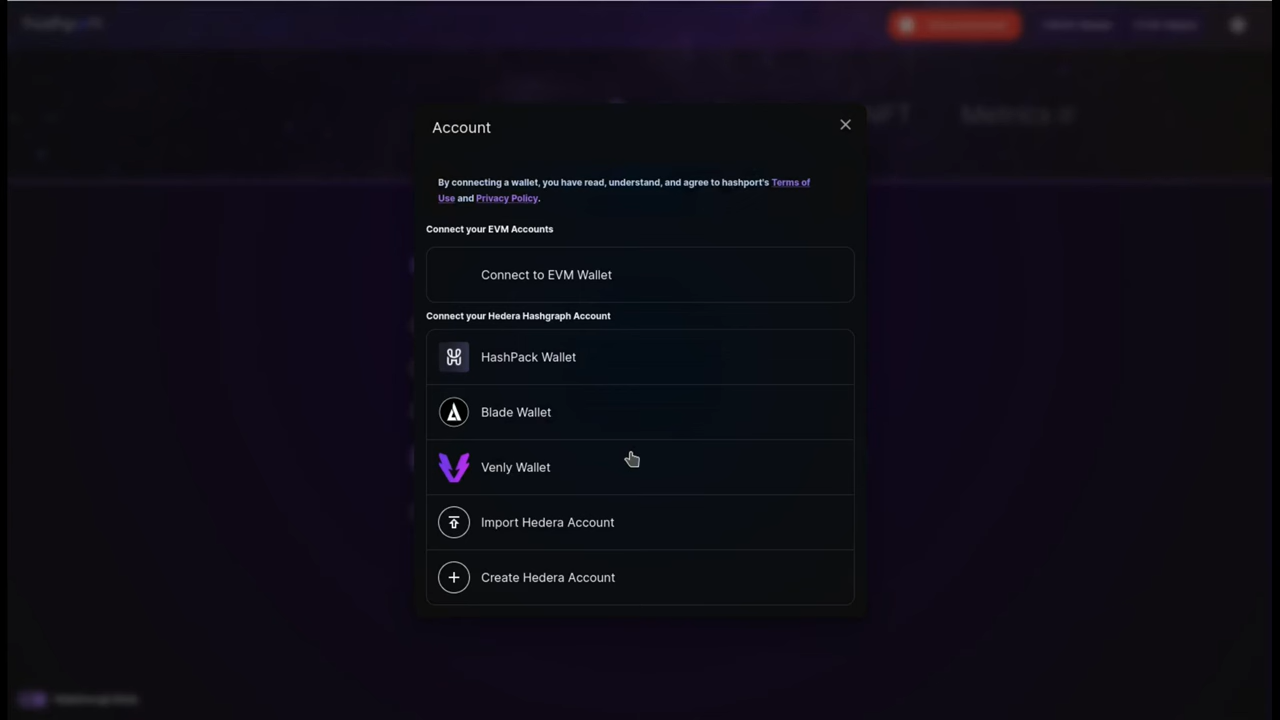 NFT
Metrics
Account
By connecting a wallet, you have read, understand, and agree to hashport's Terms of
Use and Privacy Policy.
Connect your EVM Accounts
Connect to EVM Wallet
Connect your Hedera Hashgraph Account
HashPack Wallet
Blade Wallet
Venly Wallet
Import Hedera Account
Create Hedera Account